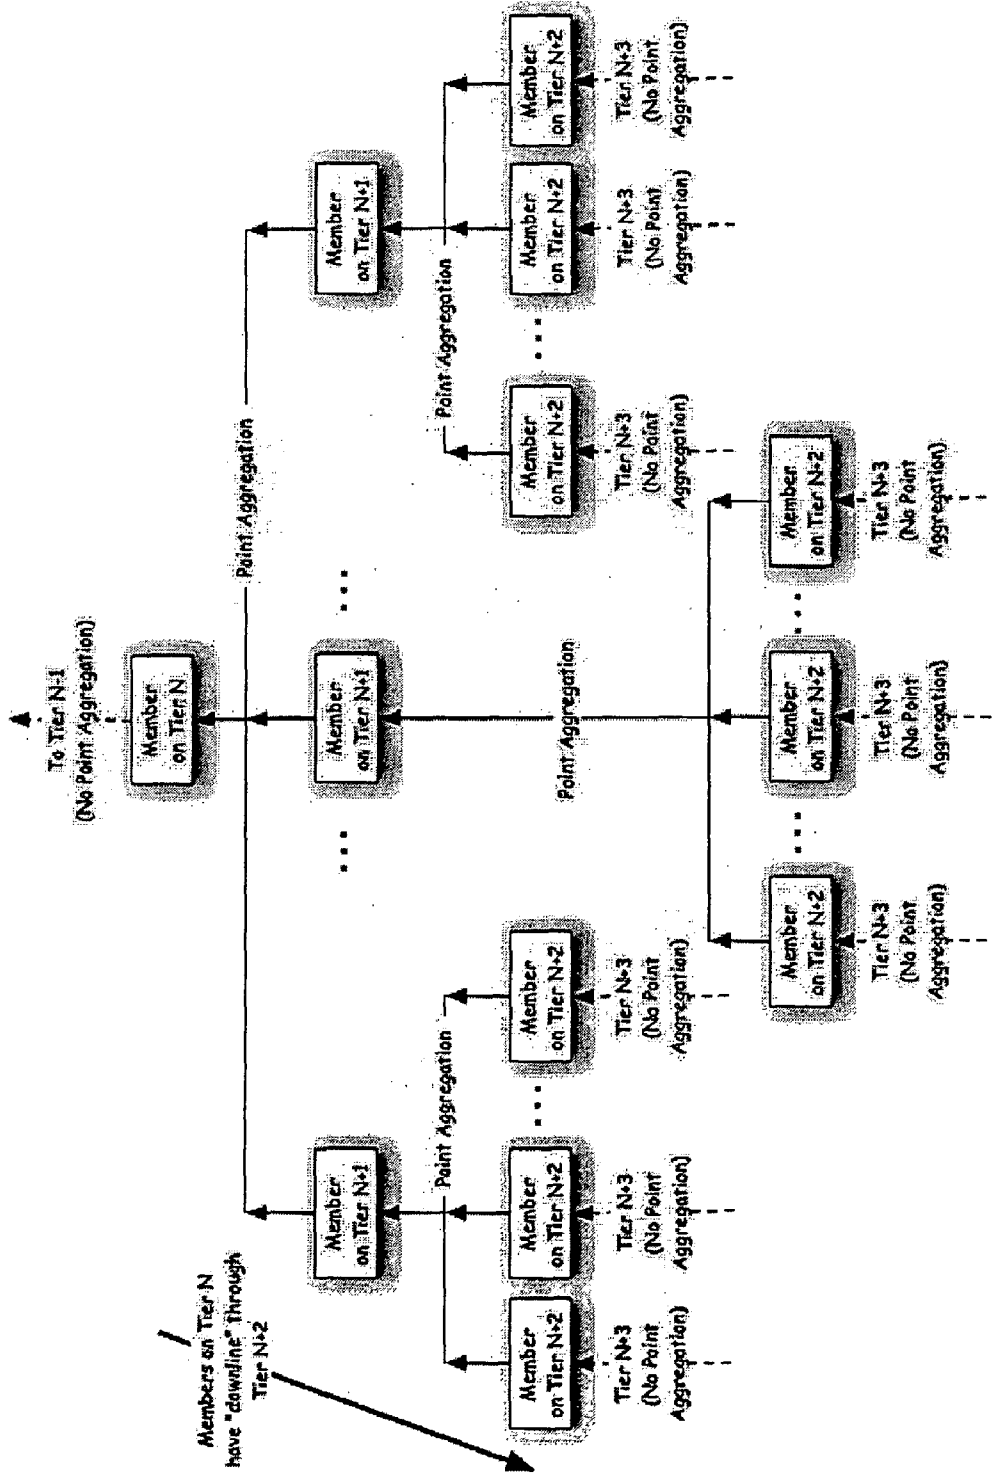 To Tier N-1
(No Point Aggregation)
Member
on Tier N
Members on Tier N
have "downline" through
Tier N+2
Point Aggregation
Member
on Tier N+1
Member
on Tier N+1
Member
on Tier N+1
Point Aggregation
Point Aggregation
Member
on Tier N+2
Member
on Tier N+2
Member
on Tier N+2
Member
on Tier N+2
Member
on Tier N+2
Member
on Tier N+2
Point Aggregation
Tier N+3
(No Point
Aggregation)
Tier N+3
(No Point
Aggregation)
Tier N+3
(No Point
Aggregation)
Tier N+3
(No Point
Aggregation)
Tier N+3
(No Point
Aggregation)
Tier N+3
(No Point
Aggregation)
Member
on Tier N+2
Member
on Tier N+2
Member
on Tier N+2
Tier N+3
(No Point
Aggregation)
Tier N+3
(No Point
Aggregation)
Tier N+3
(No Point
Aggregation)